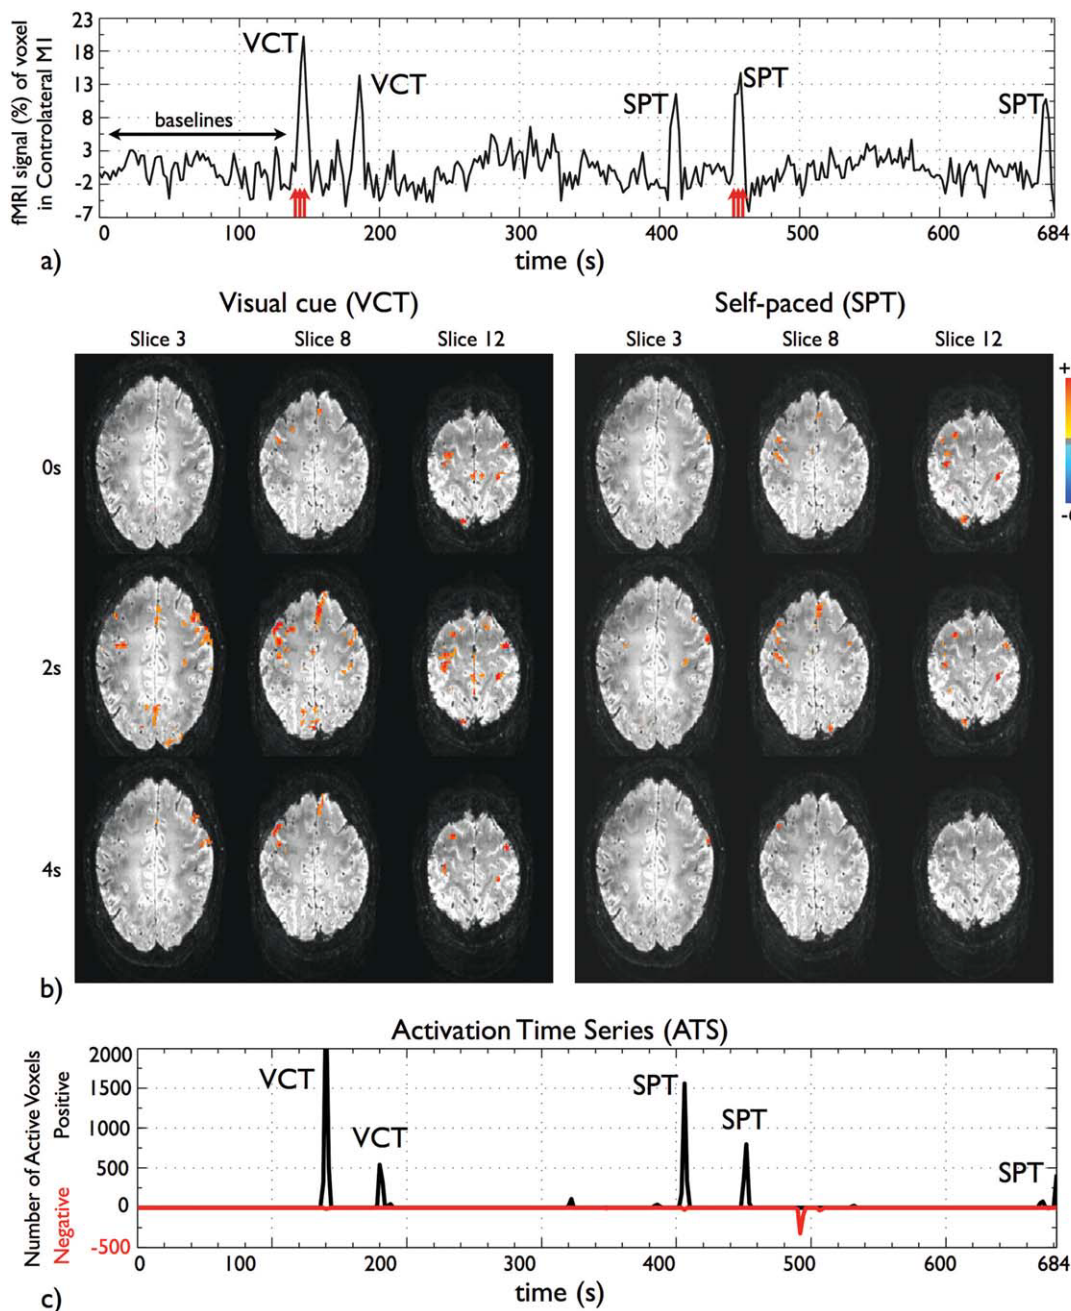 fMRI signal (%) of voxel
in Controlateral M1
23
18
13
8
3
-2
-7
VCT
VCT
SPT
SPT
SPT
baselines
0 100 200 300 400 500 600 684
time (s)
a)
Visual cue (VCT) Self-paced (SPT)
Slice 3 Slice 8 Slice 12 Slice 3 Slice 8 Slice 12
+
0s
2s
4s
b)
Activation Time Series (ATS)
Number of Active Voxels
Negative Positive
2000
1500
1000
500
0
-500
VCT
VCT
SPT
SPT
SPT
0 100 200 300 400 500 600 684
time (s)
c)